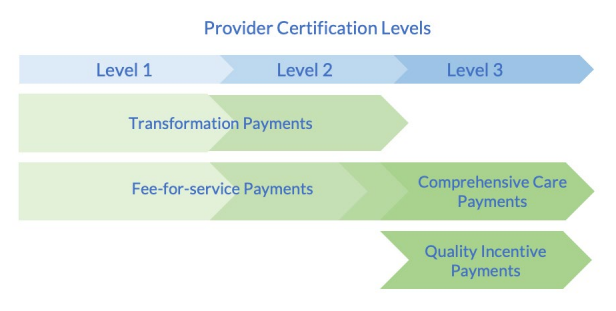 Provider Certification Levels
Level 1 Level 2 Level 3
Transformation Payments
Fee-for-service Payments
Comprehensive Care
Payments
Quality Incentive
Payments